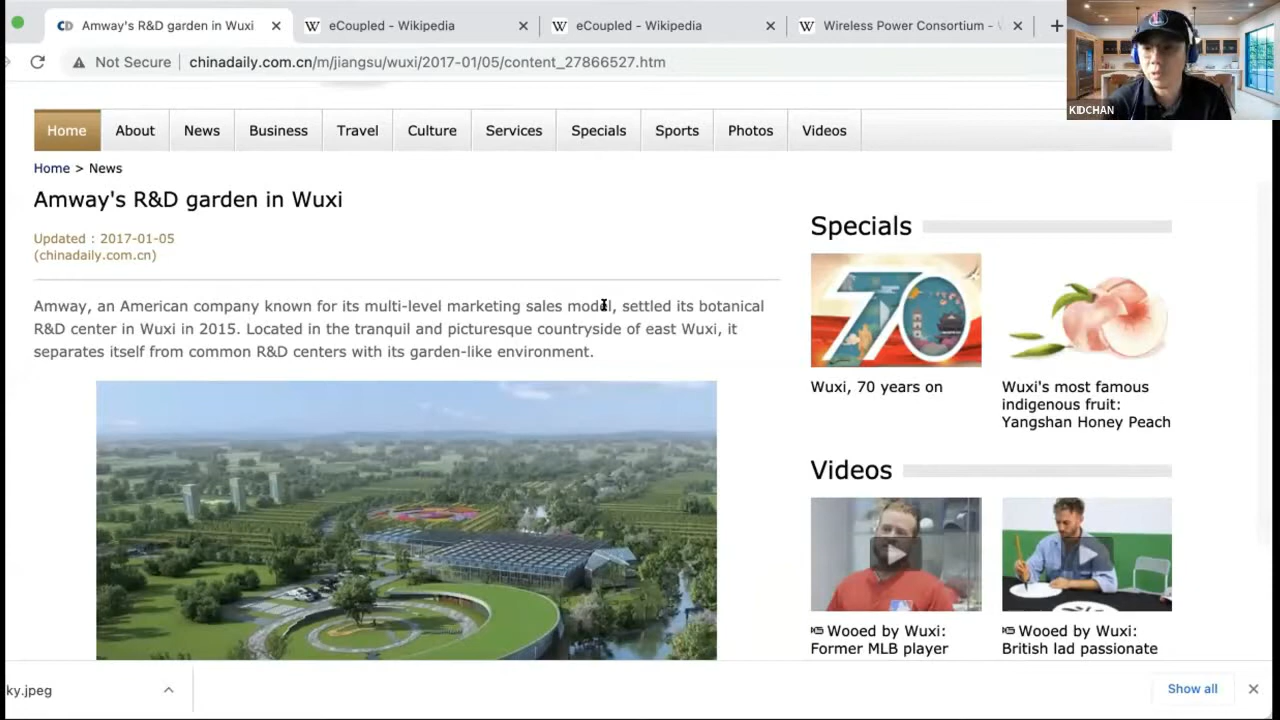 Amway's R&D garden in Wuxi
eCoupled - Wikipedia
eCoupled - Wikipedia
Wireless Power Consortium -
Not Secure
chinadaily.com.cn/m/jiangsu/wuxi/2017-01/05/content_27866527.htm
KIDCHAN
Home
About
News
Business
Travel
Culture
Services
Specials
Sports
Photos
Videos
Home > News
Amway's R&D garden in Wuxi
Updated : 2017-01-05
(chinadaily.com.cn)
Amway, an American company known for its multi-level marketing sales model, settled its botanical
R&D center in Wuxi in 2015. Located in the tranquil and picturesque countryside of east Wuxi, it
separates itself from common R&D centers with its garden-like environment.
Specials
70
Wuxi, 70 years on
Wuxi's most famous
indigenous fruit:
Yangshan Honey Peach
Videos
Wooed by Wuxi:
Former MLB player
Wooed by Wuxi:
British lad passionate
ky.jpeg
Show all